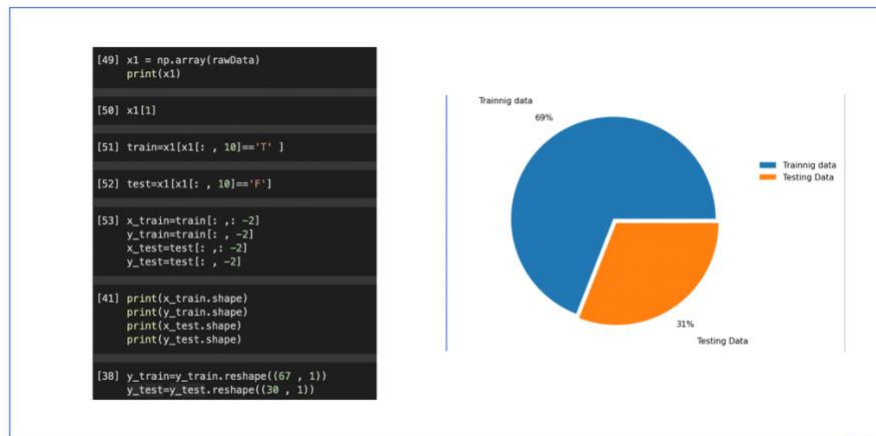 [49] x1 = np.array(rawData)
print(x1)
[50] x1[1]
[51] train=x1[x1[: , 10]=='T' ]
[52] test=x1[x1[: , 10]=='F']
[53] x_train=train[: ,: -2]
y_train=train[: , -2]
x_test=test[: ,: -2]
y_test=test[: , -2]
[41] print(x_train.shape)
print(y_train.shape)
print(x_test.shape)
print(y_test.shape)
[38] y_train=y_train.reshape((67 , 1))
y_test=y_test.reshape((30 , 1))
Trainnig data
69%
Trainnig data
Testing Data
31%
Testing Data